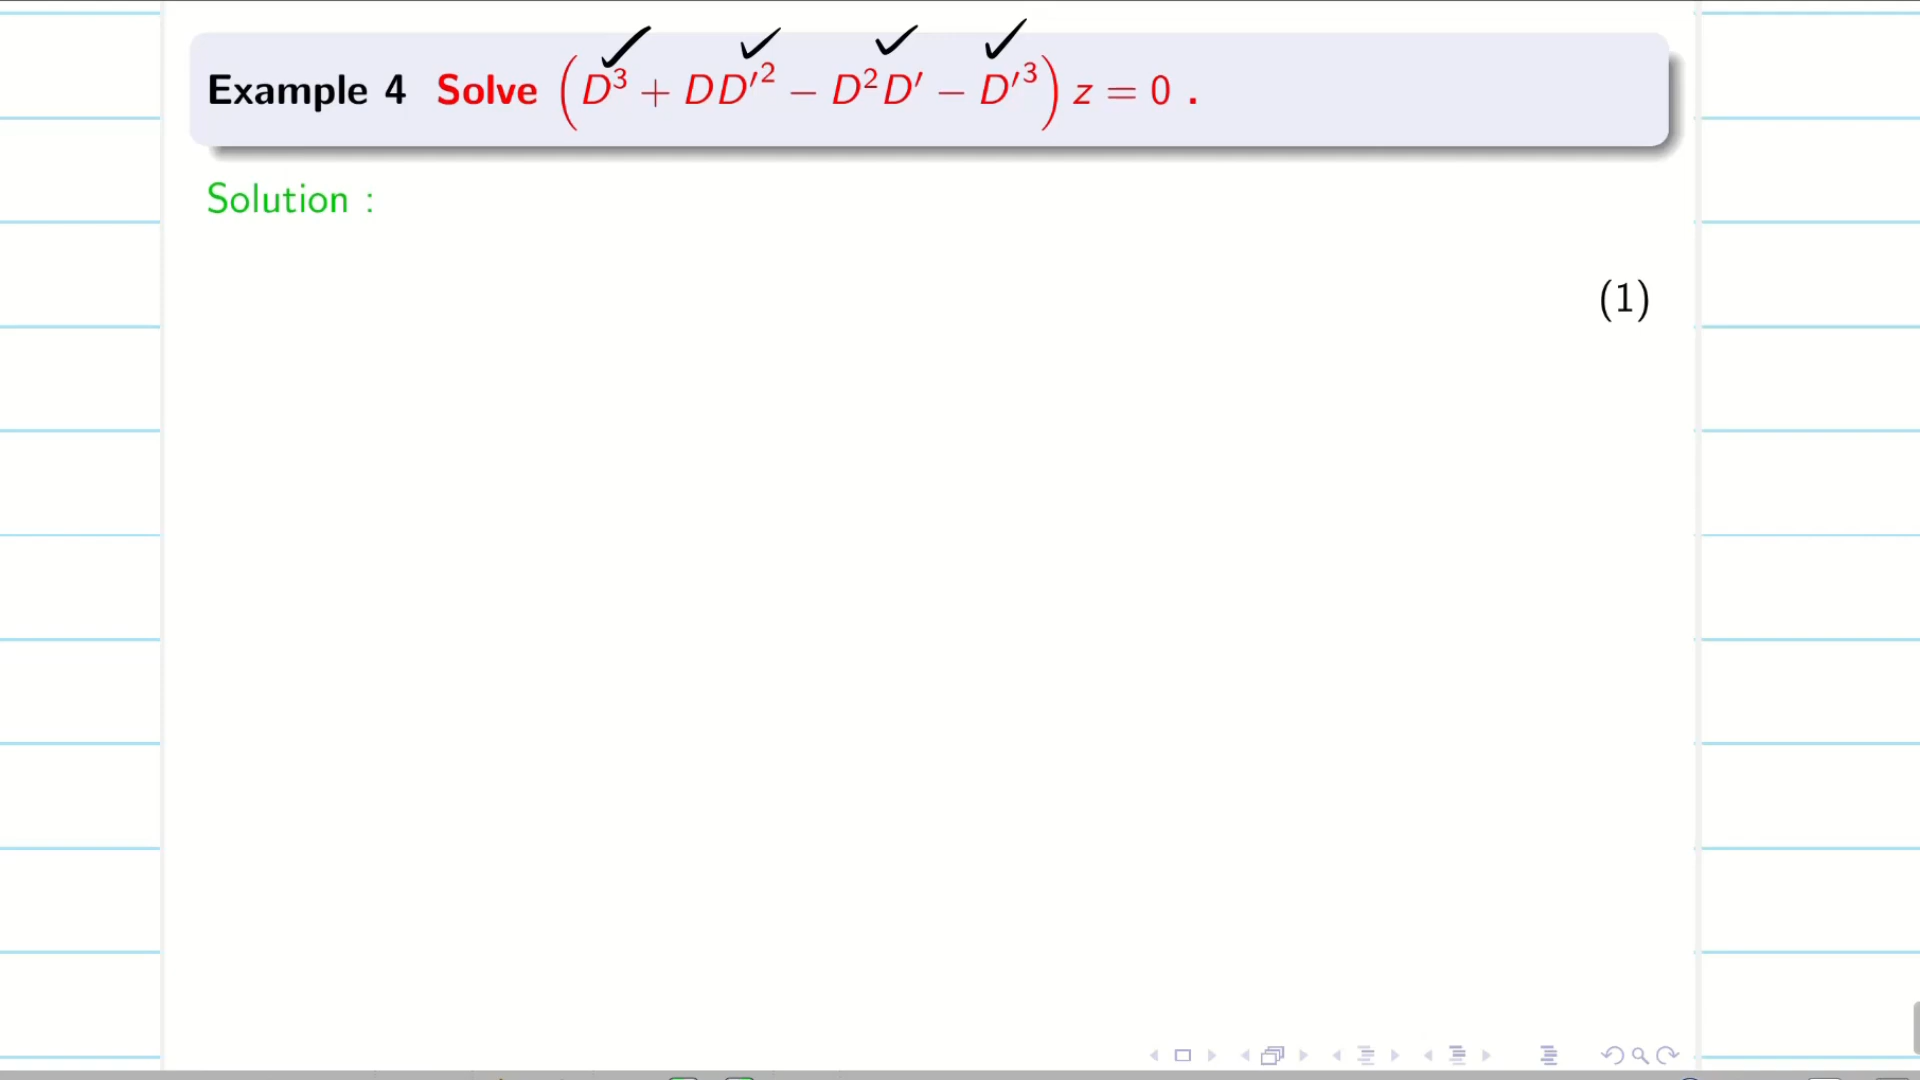 Example 4 Solve (D³ + DD′² − D²D′ − D′³) z = 0 .
Solution :
(1)